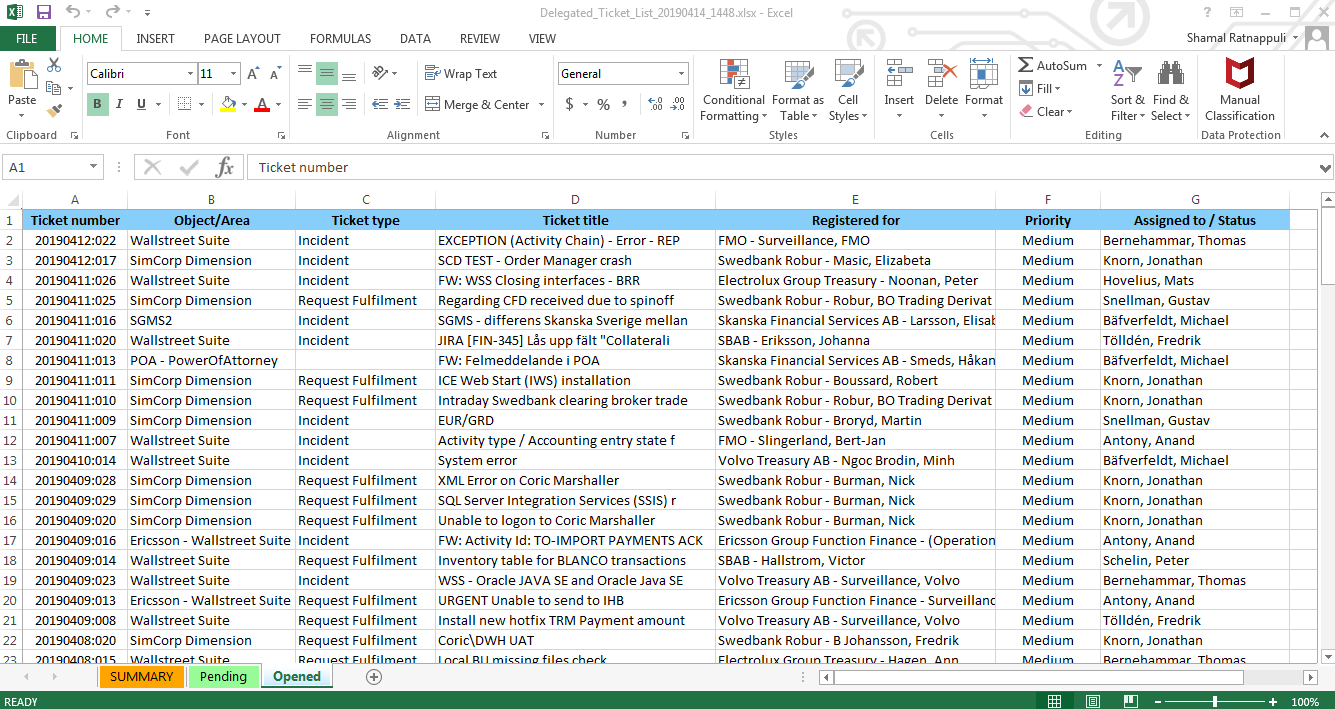 Delegated_Ticket_List_20190414_1448.xlsx - Excel
FILE HOME INSERT PAGE LAYOUT FORMULAS DATA REVIEW VIEW Shamal Ratnappuli
Paste Calibri 11 Wrap Text General AutoSum
Conditional Formatting Format as Table Cell Styles Insert Delete Format Fill Sort & Filter Find & Select Manual Classification
B I U Merge & Center $ % , Clear
Clipboard Font Alignment Number Styles Cells Editing Data Protection
A1 fx Ticket number
A B C D E F G
1 Ticket number Object/Area Ticket type Ticket title Registered for Priority Assigned to / Status
2 20190412:022 Wallstreet Suite Incident EXCEPTION (Activity Chain) - Error - REP FMO - Surveillance, FMO Medium Bernehammar, Thomas
3 20190412:017 SimCorp Dimension Incident SCD TEST - Order Manager crash Swedbank Robur - Masic, Elizabeta Medium Knorn, Jonathan
4 20190411:026 Wallstreet Suite Incident FW: WSS Closing interfaces - BRR Electrolux Group Treasury - Noonan, Peter Medium Hovelius, Mats
5 20190411:025 SimCorp Dimension Request Fulfilment Regarding CFD received due to spinoff Swedbank Robur - Robur, BO Trading Derivat Medium Snellman, Gustav
6 20190411:016 SGMS2 Incident SGMS - differens Skanska Sverige mellan Skanska Financial Services AB - Larsson, Elisab Medium Bäfverfeldt, Michael
7 20190411:020 Wallstreet Suite Incident JIRA [FIN-345] Lås upp fält "Collaterali SBAB - Eriksson, Johanna Medium Tölldén, Fredrik
8 20190411:013 POA - PowerOfAttorney FW: Felmeddelande i POA Skanska Financial Services AB - Smeds, Håkan Medium Bäfverfeldt, Michael
9 20190411:011 SimCorp Dimension Request Fulfilment ICE Web Start (IWS) installation Swedbank Robur - Boussard, Robert Medium Knorn, Jonathan
10 20190411:010 SimCorp Dimension Request Fulfilment Intraday Swedbank clearing broker trade Swedbank Robur - Robur, BO Trading Derivat Medium Knorn, Jonathan
11 20190411:009 SimCorp Dimension Incident EUR/GRD Swedbank Robur - Broryd, Martin Medium Snellman, Gustav
12 20190411:007 Wallstreet Suite Incident Activity type / Accounting entry state f FMO - Slingerland, Bert-Jan Medium Antony, Anand
13 20190410:014 Wallstreet Suite Incident System error Volvo Treasury AB - Ngoc Brodin, Minh Medium Bäfverfeldt, Michael
14 20190409:028 SimCorp Dimension Request Fulfilment XML Error on Coric Marshaller Swedbank Robur - Burman, Nick Medium Knorn, Jonathan
15 20190409:029 SimCorp Dimension Request Fulfilment SQL Server Integration Services (SSIS) r Swedbank Robur - Burman, Nick Medium Knorn, Jonathan
16 20190409:020 SimCorp Dimension Request Fulfilment Unable to logon to Coric Marshaller Swedbank Robur - Burman, Nick Medium Knorn, Jonathan
17 20190409:016 Ericsson - Wallstreet Suite Incident FW: Activity Id: TO-IMPORT PAYMENTS ACK Ericsson Group Function Finance - (Operation Medium Antony, Anand
18 20190409:014 Wallstreet Suite Request Fulfilment Inventory table for BLANCO transactions SBAB - Hallstrom, Victor Medium Schelin, Peter
19 20190409:023 Wallstreet Suite Incident WSS - Oracle JAVA SE and Oracle Java SE Volvo Treasury AB - Surveillance, Volvo Medium Bernehammar, Thomas
20 20190409:013 Ericsson - Wallstreet Suite Request Fulfilment URGENT Unable to send to IHB Ericsson Group Function Finance - Surveillanc Medium Antony, Anand
21 20190409:008 Wallstreet Suite Request Fulfilment Install new hotfix TRM Payment amount Volvo Treasury AB - Surveillance, Volvo Medium Tölldén, Fredrik
22 20190408:020 SimCorp Dimension Request Fulfilment Coric\DWH UAT Swedbank Robur - B Johansson, Fredrik Medium Knorn, Jonathan
23 20190408:015 Wallstreet Suite Request Fulfilment Local BU missing files check Electrolux Group Treasury - Hagen, Ann Medium Bernehammar, Thomas
SUMMARY Pending Opened
READY 100%